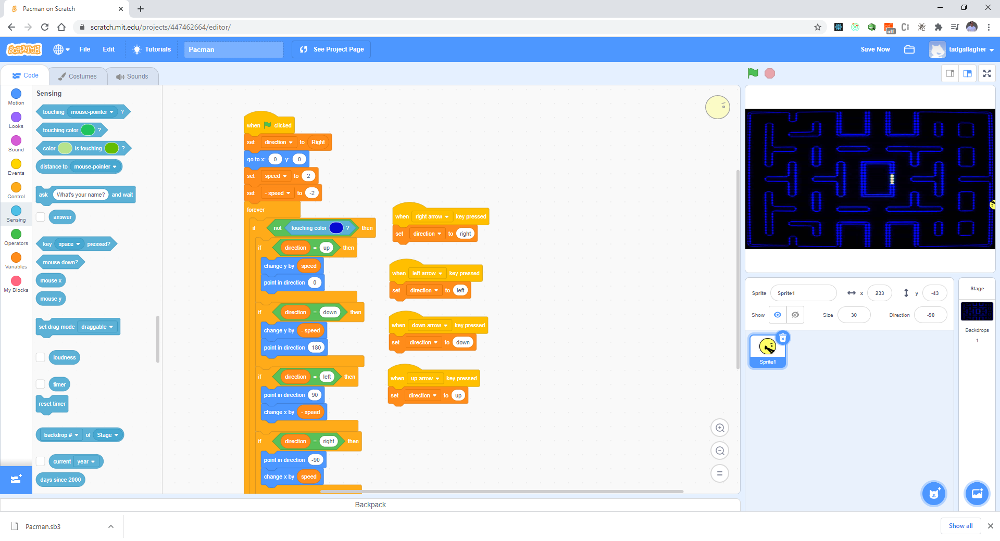 Pacman on Scratch
scratch.mit.edu/projects/447462664/editor/
off
SCRATCH
File
Edit
Tutorials
Pacman
See Project Page
Save Now
tadgallagher
Code
Costumes
Sounds
Motion
Looks
Sound
Events
Control
Sensing
Operators
Variables
My Blocks
Sensing
touching mouse-pointer ?
touching color ?
color is touching ?
distance to mouse-pointer
ask What's your name? and wait
answer
key space pressed?
mouse down?
mouse x
mouse y
set drag mode draggable
loudness
timer
reset timer
backdrop # of Stage
current year
days since 2000
when clicked
set direction to Right
go to x: 0 y: 0
set speed to 2
set - speed to -2
forever
if not touching color ? then
if direction = up then
change y by speed
point in direction 0
if direction = down then
change y by - speed
point in direction 180
if direction = left then
point in direction 90
change x by - speed
if direction = right then
point in direction -90
change x by speed
when right arrow key pressed
set direction to right
when left arrow key pressed
set direction to left
when down arrow key pressed
set direction to down
when up arrow key pressed
set direction to up
Sprite Sprite1 x 233 y -43
Show Size 30 Direction -90
Sprite1
Stage
Backdrops
1
Backpack
Pacman.sb3
Show all